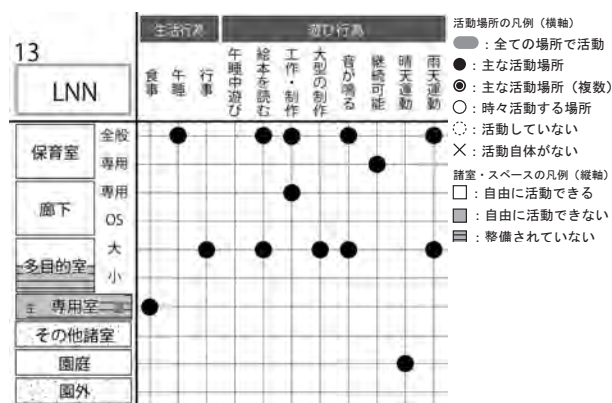 13
LNN
生活行為
遊び行為
食事
午睡
行事
午睡中遊び
絵本を読む
工作・制作
大型の制作
音が鳴る
継続可能
晴天運動
雨天運動
保育室
全般
専用
廊下
専用
OS
多目的室
大
小
専用室
その他諸室
園庭
園外
活動場所の凡例（横軸）
：全ての場所で活動
：主な活動場所
：主な活動場所（複数）
：時々活動する場所
：活動していない
：活動自体がない
諸室・スペースの凡例（縦軸）
：自由に活動できる
：自由に活動できない
：整備されていない